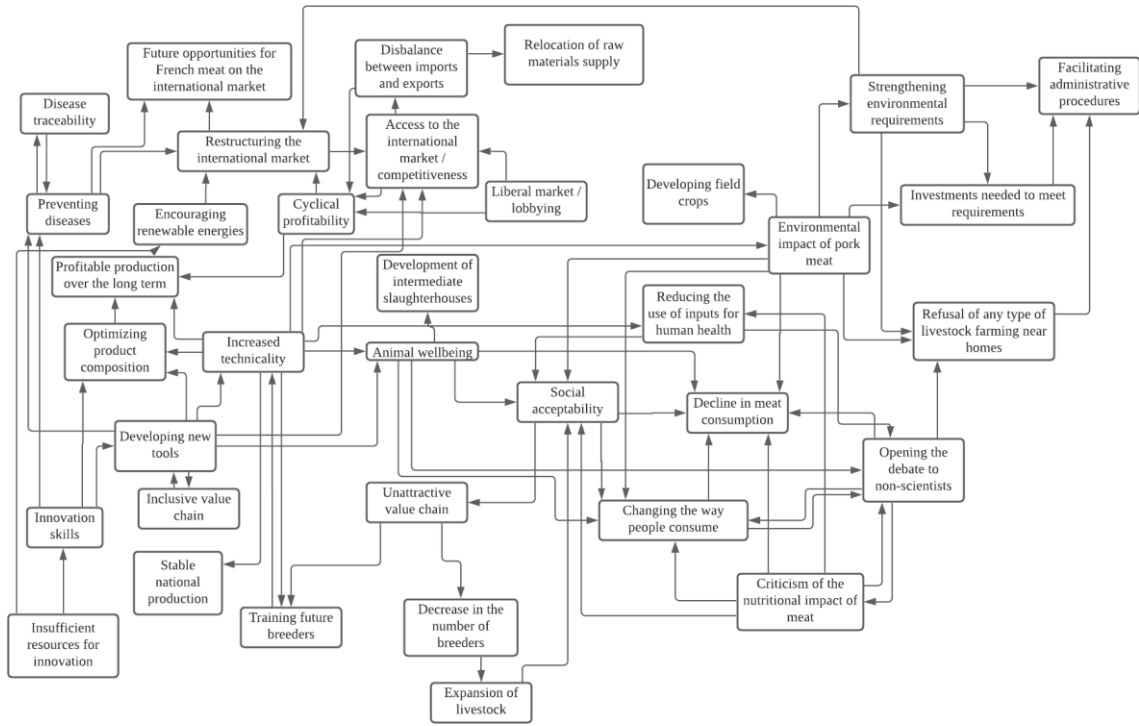 Future opportunities for
French meat on the
international market
Disbalance
between imports
and exports
Relocation of raw
materials supply
Strengthening
environmental
requirements
Facilitating
administrative
procedures
Disease
traceability
Restructuring the
international market
Access to the
international
market /
competitiveness
Preventing
diseases
Encouraging
renewable energies
Cyclical
profitability
Liberal market /
lobbying
Developing field
crops
Investments needed to meet
requirements
Environmental
impact of pork
meat
Profitable production
over the long term
Development of
intermediate
slaughterhouses
Reducing the
use of inputs for
human health
Refusal of any type of
livestock farming near
homes
Optimizing
product
composition
Increased
technicality
Animal wellbeing
Social
acceptability
Decline in meat
consumption
Developing new
tools
Opening the
debate to
non-scientists
Inclusive value
chain
Unattractive
value chain
Changing the way
people consume
Innovation
skills
Stable
national
production
Criticism of the
nutritional impact of
meat
Insufficient
resources for
innovation
Training future
breeders
Decrease in the
number of
breeders
Expansion of
livestock